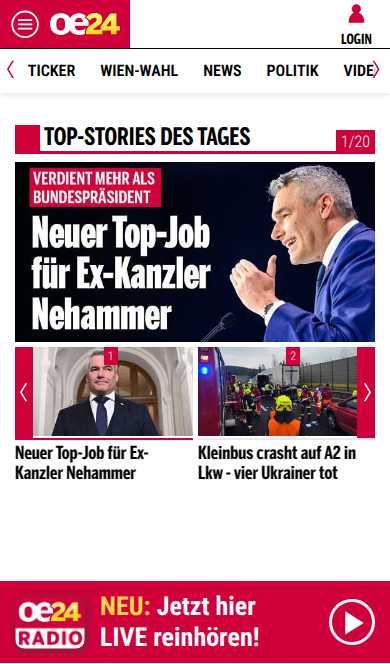 oe24
LOGIN
TICKER WIEN-WAHL NEWS POLITIK VIDE
TOP-STORIES DES TAGES
1/20
VERDIENT MEHR ALS
BUNDESPRÄSIDENT
Neuer Top-Job
für Ex-Kanzler
Nehammer
1
2
Neuer Top-Job für Ex-
Kanzler Nehammer
Kleinbus crasht auf A2 in
Lkw - vier Ukrainer tot
oe24
RADIO
NEU: Jetzt hier
LIVE reinhören!